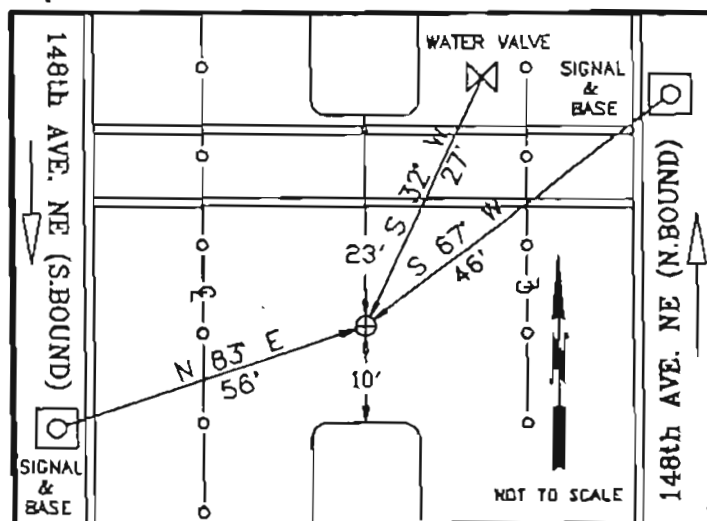 WATER VALVE
SIGNAL
&
BASE
148th AVE. NE (S.BOUND)
S 32° W
27'
S 67° W
46'
23'
148th AVE. NE (N.BOUND)
N 83° E
56'
10'
SIGNAL
&
BASE
NOT TO SCALE